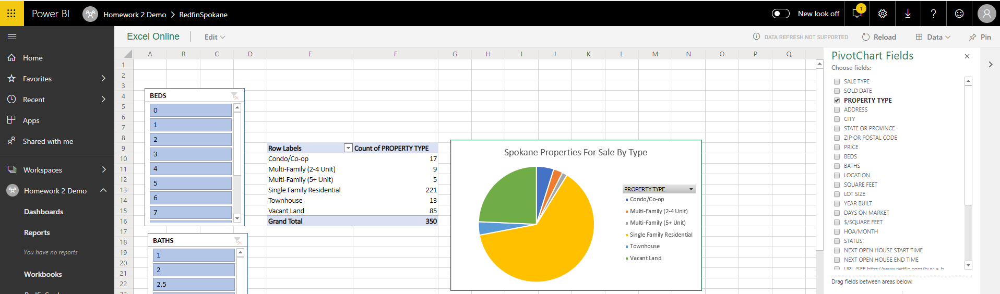 Power BI
Homework 2 Demo > RedfinSpokane
New look off
1
?
Home
Favorites
Recent
Apps
Shared with me
Workspaces
Homework 2 Demo
Dashboards
Reports
You have no reports
Workbooks
Excel Online
Edit
DATA REFRESH NOT SUPPORTED
Reload
Data
Pin
A B C D E F G H I J K L M N O P Q
1
2
3
4
5
6
7
8
9
10
11
12
13
14
15
16
17
18
19
20
21
22
BEDS
0
1
2
3
4
5
6
7
BATHS
1
2
2.5
Row Labels Count of PROPERTY TYPE
Condo/Co-op 17
Multi-Family (2-4 Unit) 9
Multi-Family (5+ Unit) 5
Single Family Residential 221
Townhouse 13
Vacant Land 85
Grand Total 350
Spokane Properties For Sale By Type
PROPERTY TYPE
Condo/Co-op
Multi-Family (2-4 Unit)
Multi-Family (5+ Unit)
Single Family Residential
Townhouse
Vacant Land
PivotChart Fields
Choose fields:
SALE TYPE
SOLD DATE
PROPERTY TYPE
ADDRESS
CITY
STATE OR PROVINCE
ZIP OR POSTAL CODE
PRICE
BEDS
BATHS
LOCATION
SQUARE FEET
LOT SIZE
YEAR BUILT
DAYS ON MARKET
$/SQUARE FEET
HOA/MONTH
STATUS
NEXT OPEN HOUSE START TIME
NEXT OPEN HOUSE END TIME
URL (SEE http://www.redfin.com/buy-a-h
Drag fields between areas below: